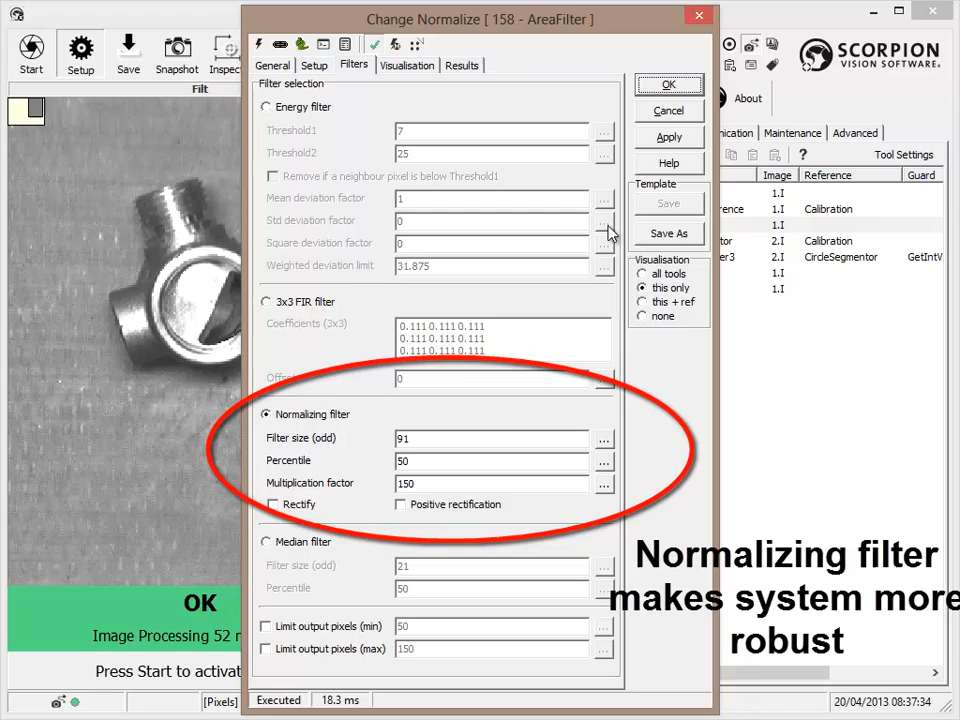 Change Normalize [ 158 - AreaFilter ]
Start
Setup
Save
Snapshot
Inspec
SCORPION
VISION SOFTWARE®
Filt
About
General
Setup
Filters
Visualisation
Results
Filter selection
Energy filter
Threshold1
7
...
Threshold2
25
...
Remove if a neighbour pixel is below Threshold1
Mean deviation factor
1
...
Std deviation factor
0
...
Square deviation factor
0
...
Weighted deviation limit
31.875
...
3x3 FIR filter
Coefficients (3x3)
0.111 0.111 0.111
0.111 0.111 0.111
0.111 0.111 0.111
Offset
0
...
Normalizing filter
Filter size (odd)
91
...
Percentile
50
...
Multiplication factor
150
...
Rectify
Positive rectification
Median filter
Filter size (odd)
21
...
Percentile
50
...
Limit output pixels (min)
50
...
Limit output pixels (max)
150
...
Executed
18.3 ms
OK
Cancel
Apply
Help
Template
Save
Save As
Visualisation
all tools
this only
this + ref
none
ication
Maintenance
Advanced
?
Tool Settings
Image
Reference
Guard
1.I
rence
1.I
Calibration
1.I
tor
2.I
Calibration
er3
2.I
CircleSegmentor
GetIntV
1.I
1.I
Normalizing filter
makes system more
robust
OK
Image Processing 52 m
Press Start to activat
[Pixels]
20/04/2013 08:37:34